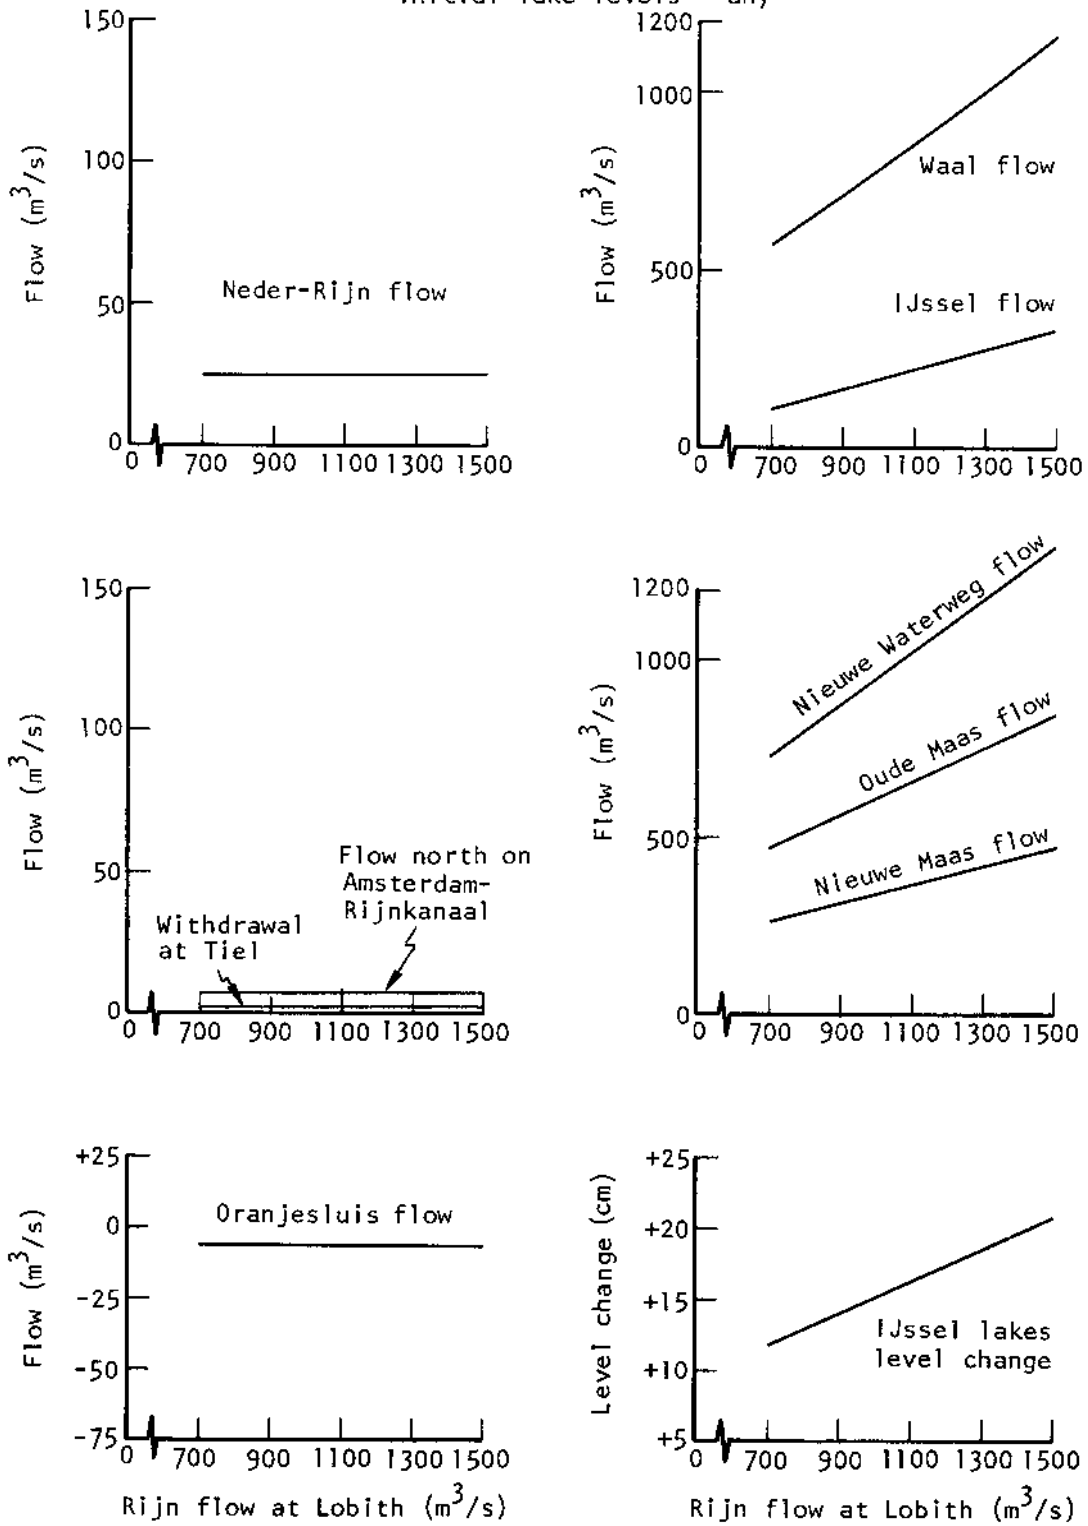 150
100
50
0
Flow (m³/s)
Neder-Rijn flow
0 700 900 1100 1300 1500
1200
1000
500
0
Flow (m³/s)
Waal flow
IJssel flow
0 700 900 1100 1300 1500
150
100
50
0
Flow (m³/s)
Flow north on
Amsterdam-
Rijnkanaal
Withdrawal
at Tiel
0 700 900 1100 1300 1500
1200
1000
500
0
Flow (m³/s)
Nieuwe Waterweg flow
Oude Maas flow
Nieuwe Maas flow
0 700 900 1100 1300 1500
+25
0
-25
-50
-75
Flow (m³/s)
Oranjesluis flow
0 700 900 1100 1300 1500
Rijn flow at Lobith (m³/s)
+25
+20
+15
+10
+5
Level change (cm)
IJssel lakes
level change
0 700 900 1100 1300 1500
Rijn flow at Lobith (m³/s)